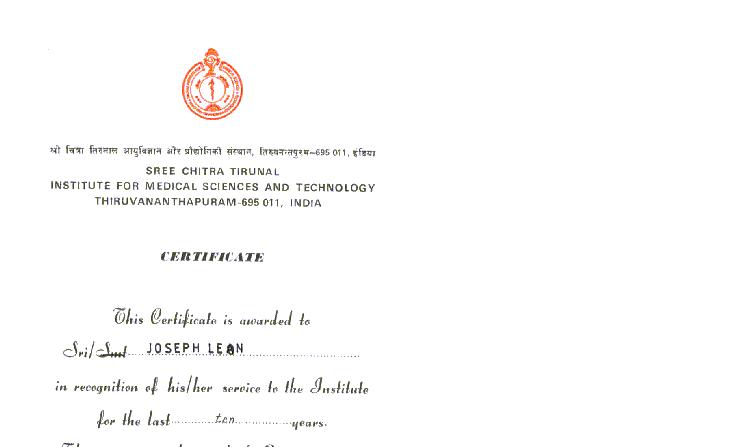 श्री चित्रा तिरुनाल आयुर्विज्ञान और प्रौद्योगिकी संस्थान, तिरुवनन्तपुरम-695 011, इंडिया
SREE CHITRA TIRUNAL
INSTITUTE FOR MEDICAL SCIENCES AND TECHNOLOGY
THIRUVANANTHAPURAM-695 011, INDIA
CERTIFICATE
This Certificate is awarded to
Sri/Smt. JOSEPH LEON
in recognition of his/her service to the Institute
for the last ten years.